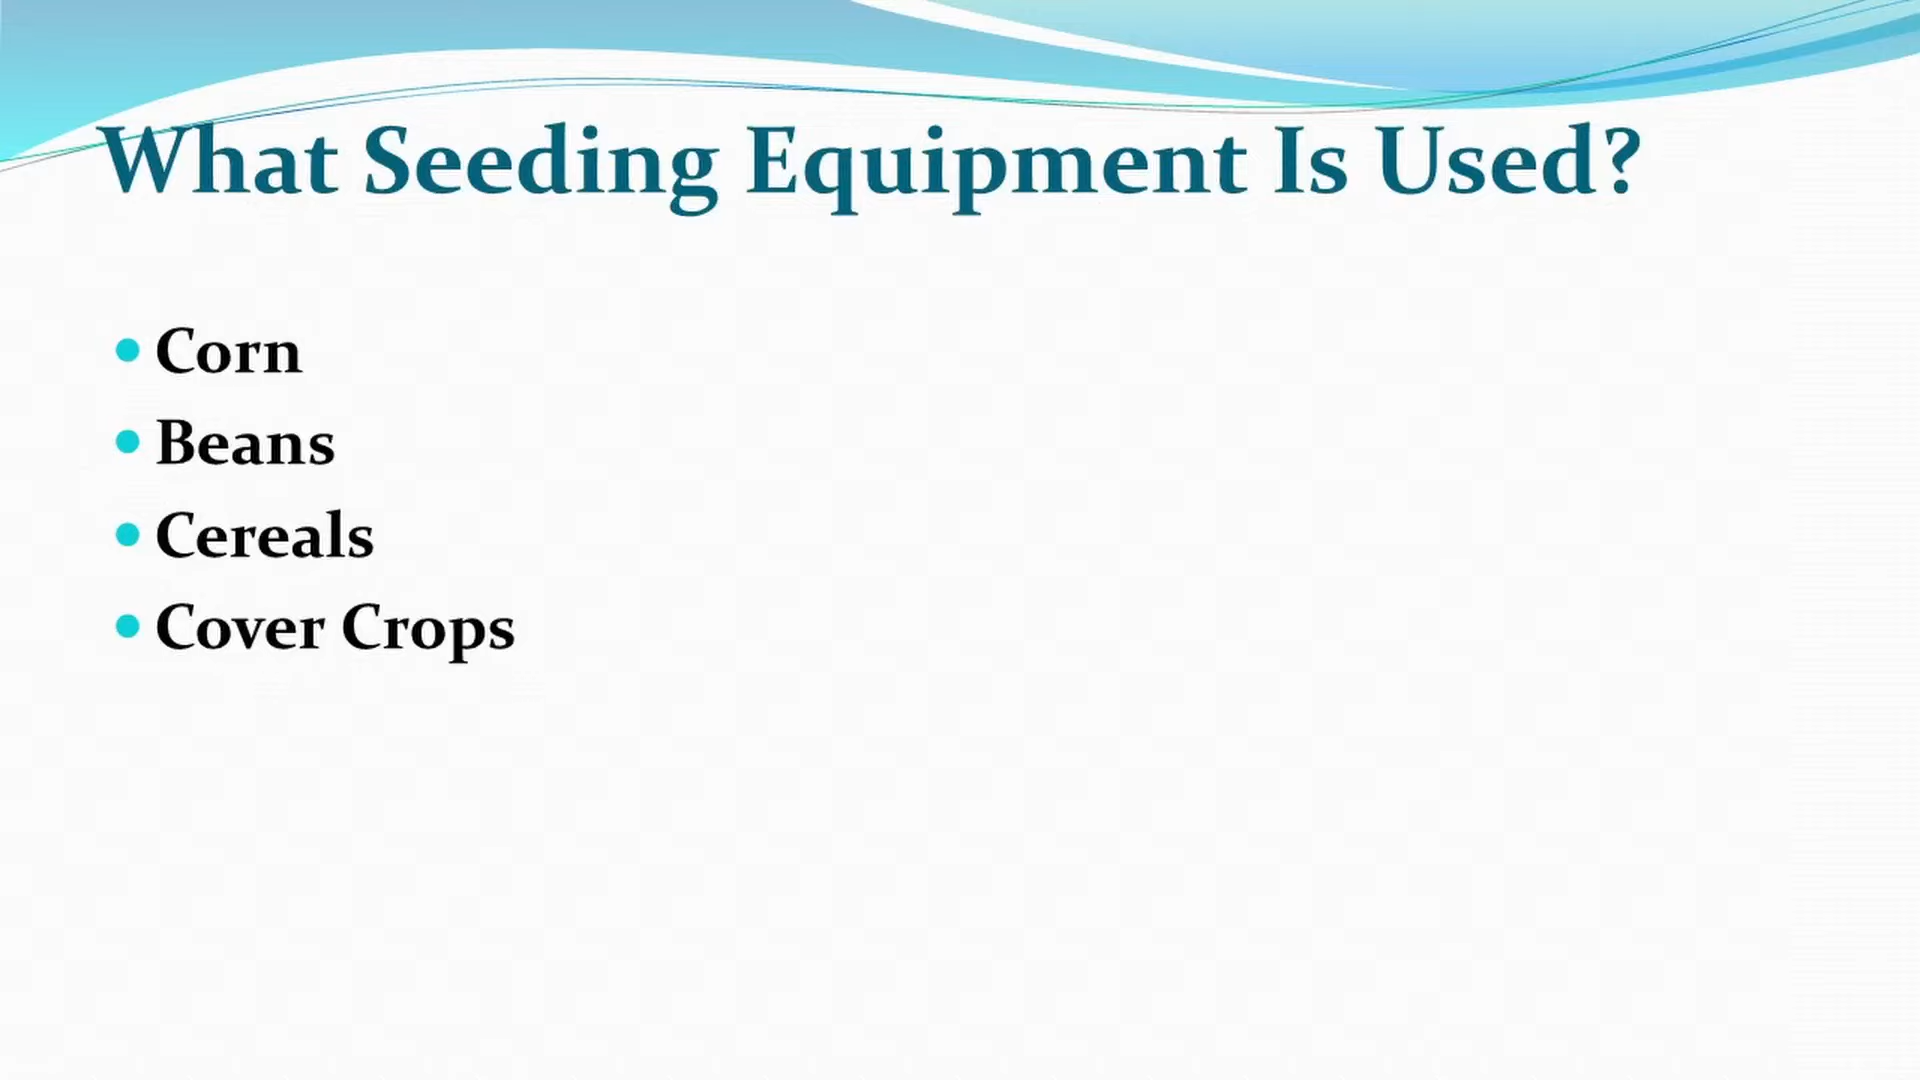 What Seeding Equipment Is Used?
• Corn
• Beans
• Cereals
• Cover Crops